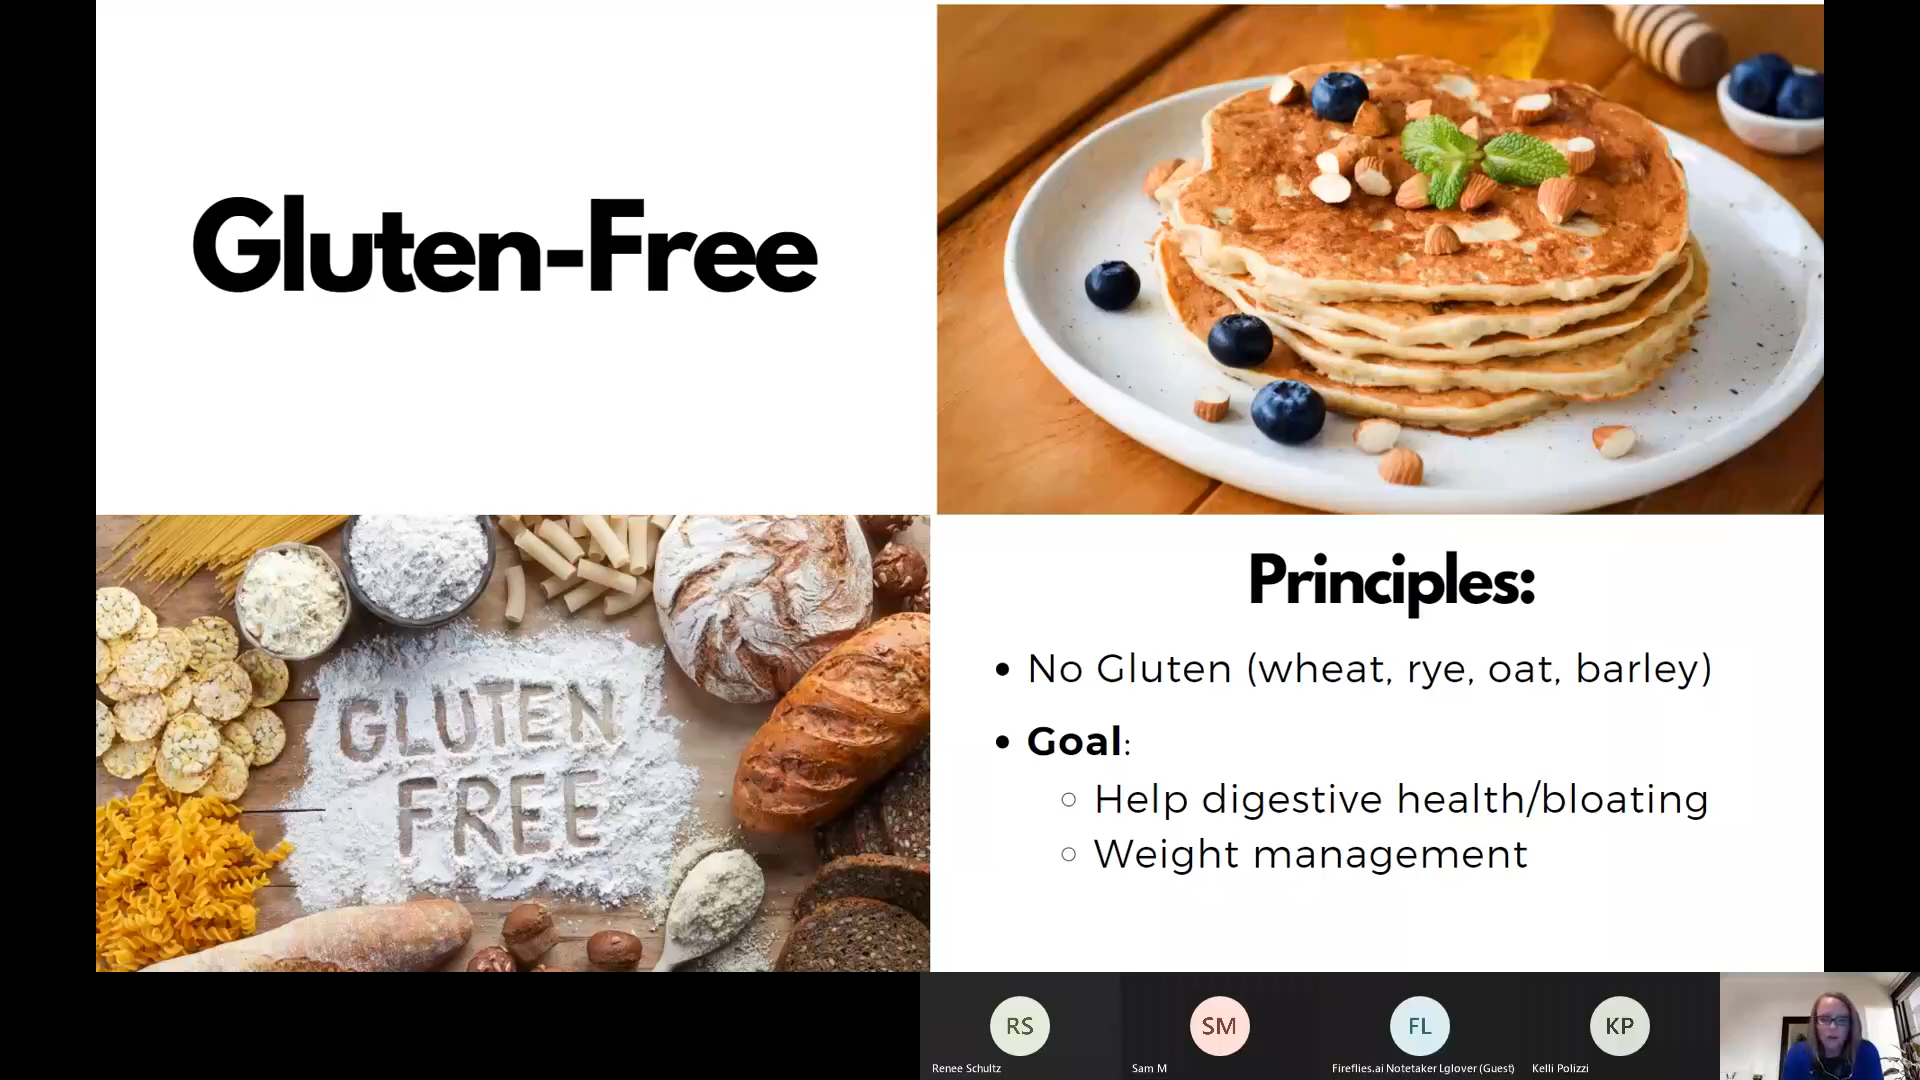 Gluten-Free
GLUTEN
FREE
Principles:
• No Gluten (wheat, rye, oat, barley)
• Goal:
○ Help digestive health/bloating
○ Weight management
RS
Renee Schultz
SM
Sam M
FL
Fireflies.ai Notetaker Lglover (Guest)
KP
Kelli Polizzi